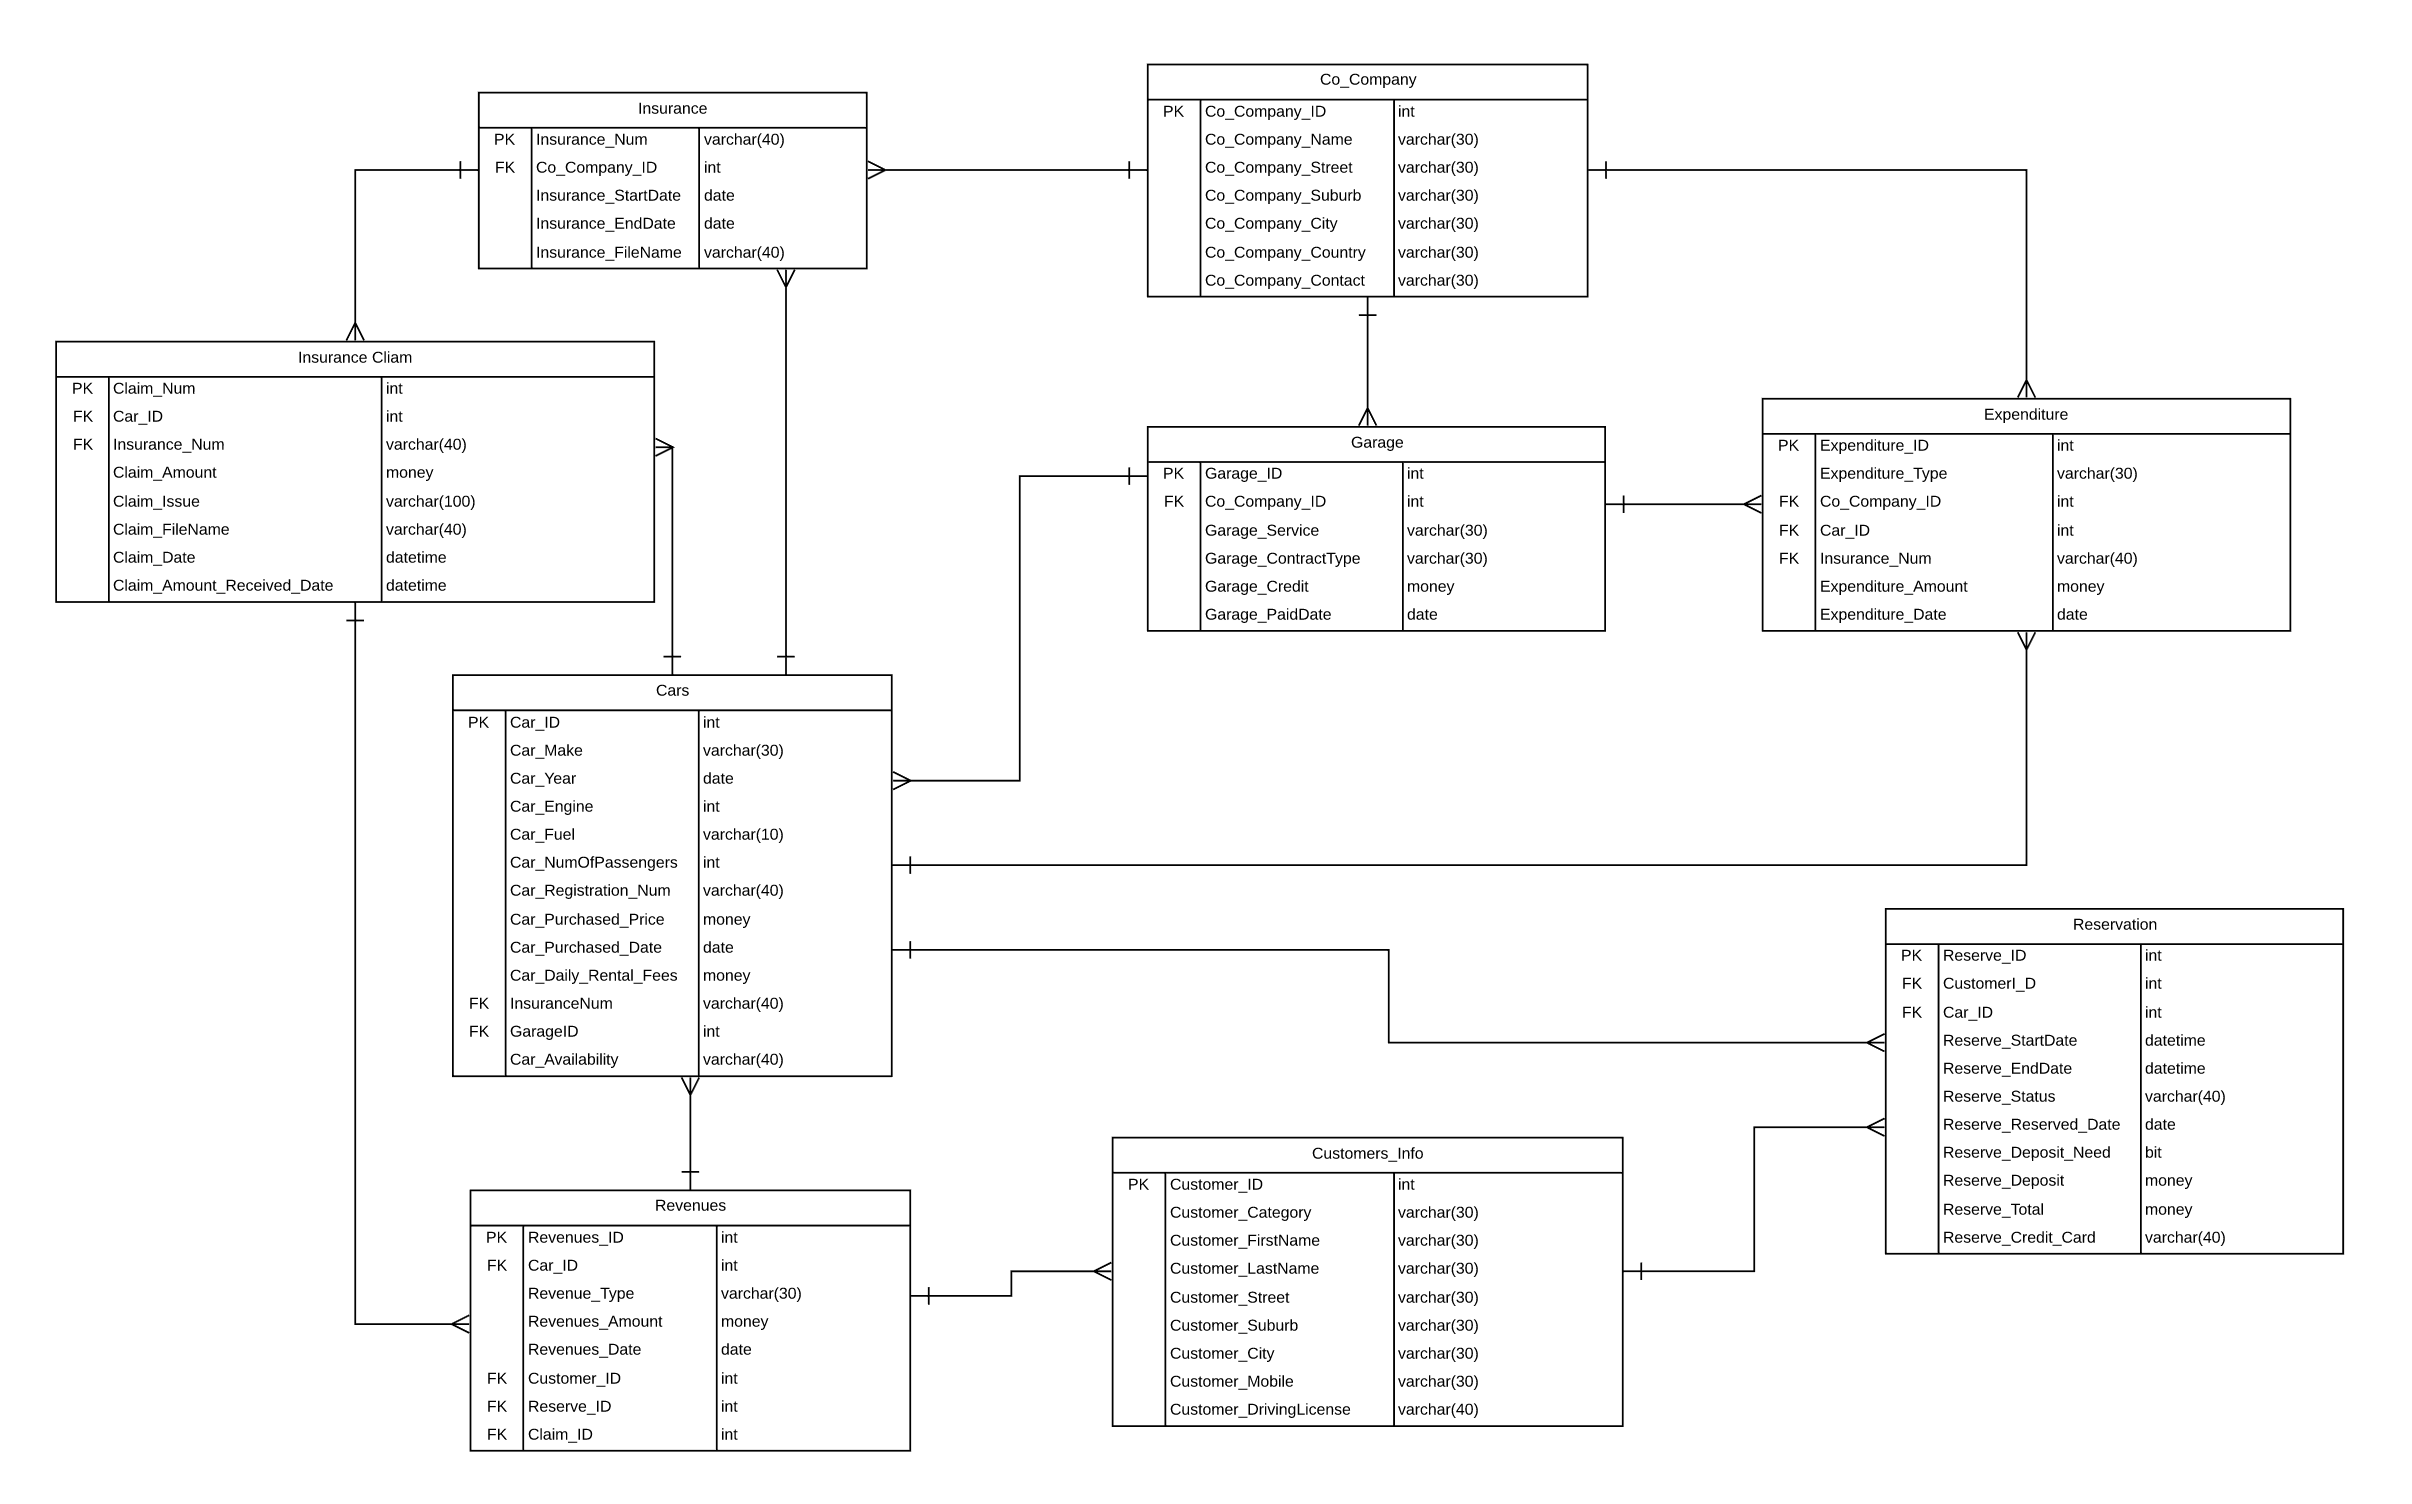 Co_Company
PK Co_Company_ID int
Co_Company_Name varchar(30)
Co_Company_Street varchar(30)
Co_Company_Suburb varchar(30)
Co_Company_City varchar(30)
Co_Company_Country varchar(30)
Co_Company_Contact varchar(30)
Insurance
PK Insurance_Num varchar(40)
FK Co_Company_ID int
Insurance_StartDate date
Insurance_EndDate date
Insurance_FileName varchar(40)
Insurance Cliam
PK Claim_Num int
FK Car_ID int
FK Insurance_Num varchar(40)
Claim_Amount money
Claim_Issue varchar(100)
Claim_FileName varchar(40)
Claim_Date datetime
Claim_Amount_Received_Date datetime
Garage
PK Garage_ID int
FK Co_Company_ID int
Garage_Service varchar(30)
Garage_ContractType varchar(30)
Garage_Credit money
Garage_PaidDate date
Expenditure
PK Expenditure_ID int
Expenditure_Type varchar(30)
FK Co_Company_ID int
FK Car_ID int
FK Insurance_Num varchar(40)
Expenditure_Amount money
Expenditure_Date date
Cars
PK Car_ID int
Car_Make varchar(30)
Car_Year date
Car_Engine int
Car_Fuel varchar(10)
Car_NumOfPassengers int
Car_Registration_Num varchar(40)
Car_Purchased_Price money
Car_Purchased_Date date
Car_Daily_Rental_Fees money
FK InsuranceNum varchar(40)
FK GarageID int
Car_Availability varchar(40)
Reservation
PK Reserve_ID int
FK CustomerI_D int
FK Car_ID int
Reserve_StartDate datetime
Reserve_EndDate datetime
Reserve_Status varchar(40)
Reserve_Reserved_Date date
Reserve_Deposit_Need bit
Reserve_Deposit money
Reserve_Total money
Reserve_Credit_Card varchar(40)
Customers_Info
PK Customer_ID int
Customer_Category varchar(30)
Customer_FirstName varchar(30)
Customer_LastName varchar(30)
Customer_Street varchar(30)
Customer_Suburb varchar(30)
Customer_City varchar(30)
Customer_Mobile varchar(30)
Customer_DrivingLicense varchar(40)
Revenues
PK Revenues_ID int
FK Car_ID int
Revenue_Type varchar(30)
Revenues_Amount money
Revenues_Date date
FK Customer_ID int
FK Reserve_ID int
FK Claim_ID int